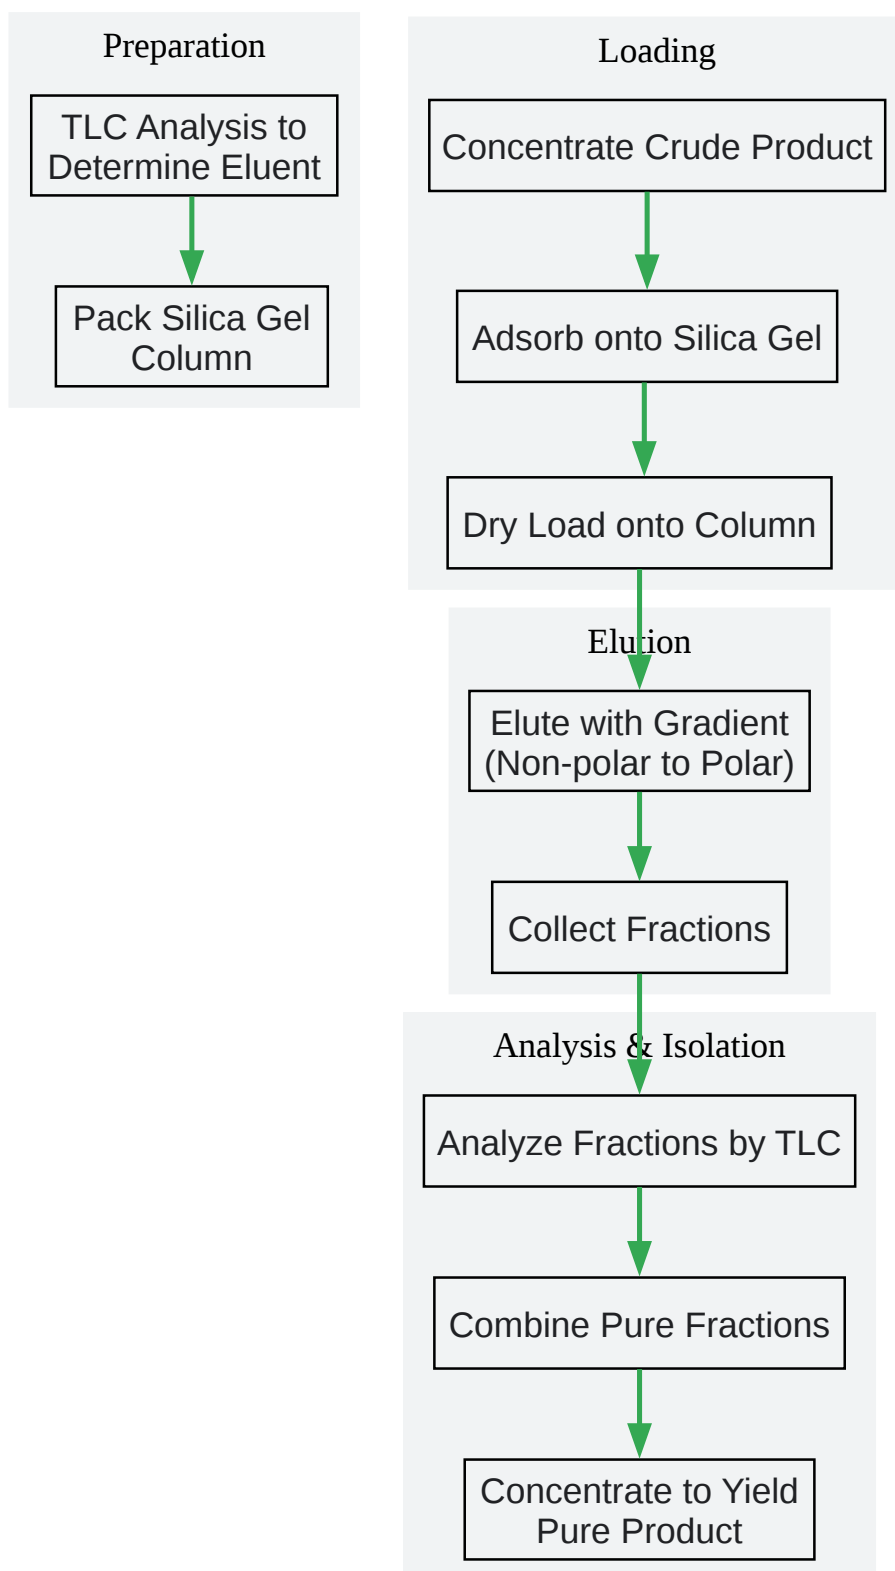 Preparation
TLC Analysis to
Determine Eluent
Pack Silica Gel
Column
Loading
Concentrate Crude Product
Adsorb onto Silica Gel
Dry Load onto Column
Elution
Elute with Gradient
(Non-polar to Polar)
Collect Fractions
Analysis & Isolation
Analyze Fractions by TLC
Combine Pure Fractions
Concentrate to Yield
Pure Product